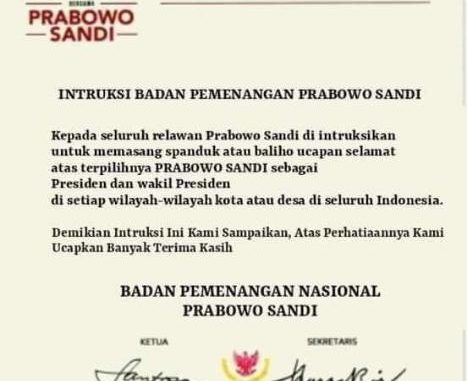 BERSAMA
PRABOWO
SANDI
INTRUKSI BADAN PEMENANGAN PRABOWO SANDI
Kepada seluruh relawan Prabowo Sandi di intruksikan
untuk memasang spanduk atau baliho ucapan selamat
atas terpilihnya PRABOWO SANDI sebagai
Presiden dan wakil Presiden
di setiap wilayah-wilayah kota atau desa di seluruh Indonesia.
Demikian Intruksi Ini Kami Sampaikan, Atas Perhatiaannya Kami
Ucapkan Banyak Terima Kasih
BADAN PEMENANGAN NASIONAL
PRABOWO SANDI
KETUA SEKRETARIS